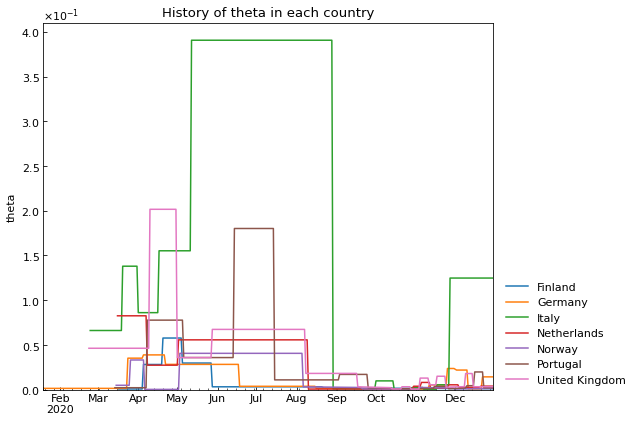 History of theta in each country
×10⁻¹
4.0
3.5
3.0
2.5
2.0
1.5
1.0
0.5
0.0
theta
Feb Mar Apr May Jun Jul Aug Sep Oct Nov Dec
2020
Finland
Germany
Italy
Netherlands
Norway
Portugal
United Kingdom